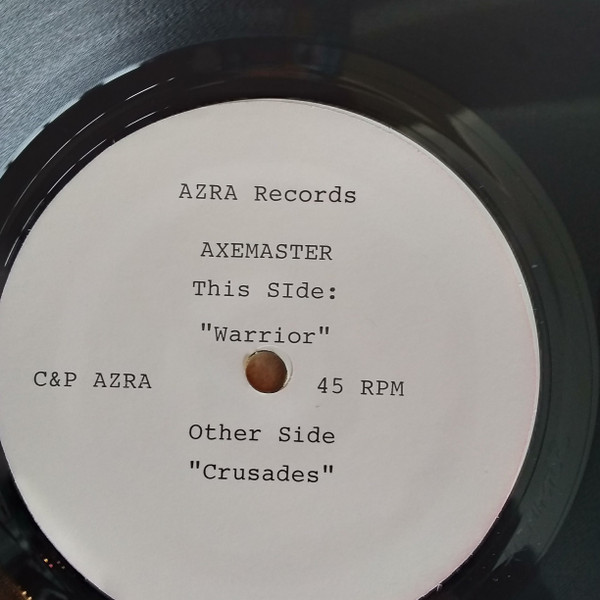 AZRA Records
AXEMASTER
This SIde:
"Warrior"
C&P AZRA 45 RPM
Other Side
"Crusades"